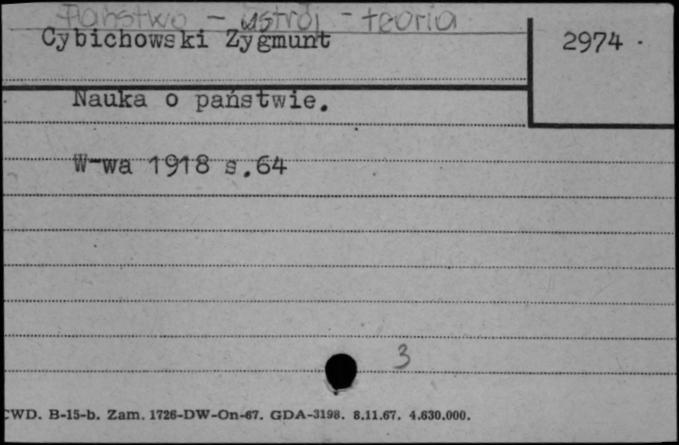 Państwo - ustrój - teoria
Cybichowski Zygmunt
2974
Nauka o państwie.
W-wa 1918 s.64
3
CWD. B-15-b. Zam. 1726-DW-On-67. GDA-3198. 8.11.67. 4.630.000.